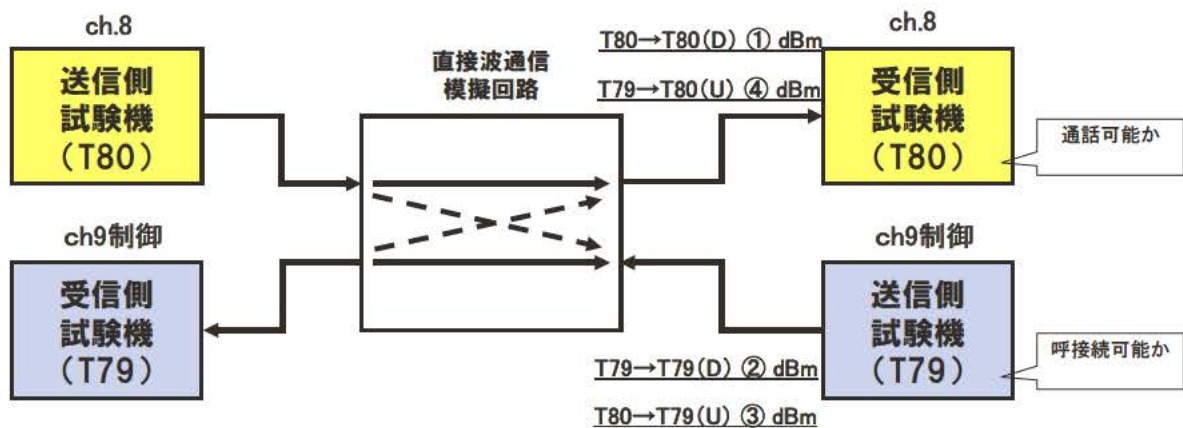 ch.8
送信側
試験機
（T80）
直接波通信
模擬回路
T80→T80(D) ① dBm
T79→T80(U) ④ dBm
ch.8
受信側
試験機
（T80）
通話可能か
ch9制御
受信側
試験機
（T79）
ch9制御
送信側
試験機
（T79）
呼接続可能か
T79→T79(D) ② dBm
T80→T79(U) ③ dBm